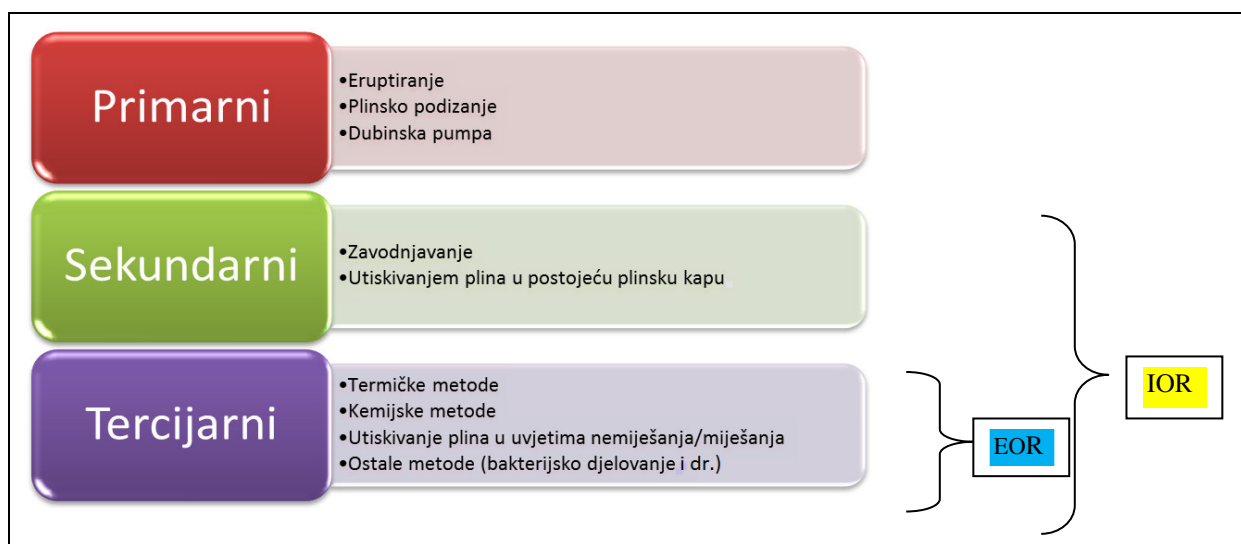 Primarni
•Eruptiranje
•Plinsko podizanje
•Dubinska pumpa
Sekundarni
•Zavodnjavanje
•Utiskivanjem plina u postojeću plinsku kapu
Tercijarni
•Termičke metode
•Kemijske metode
•Utiskivanje plina u uvjetima nemiješanja/miješanja
•Ostale metode (bakterijsko djelovanje i dr.)
EOR
IOR